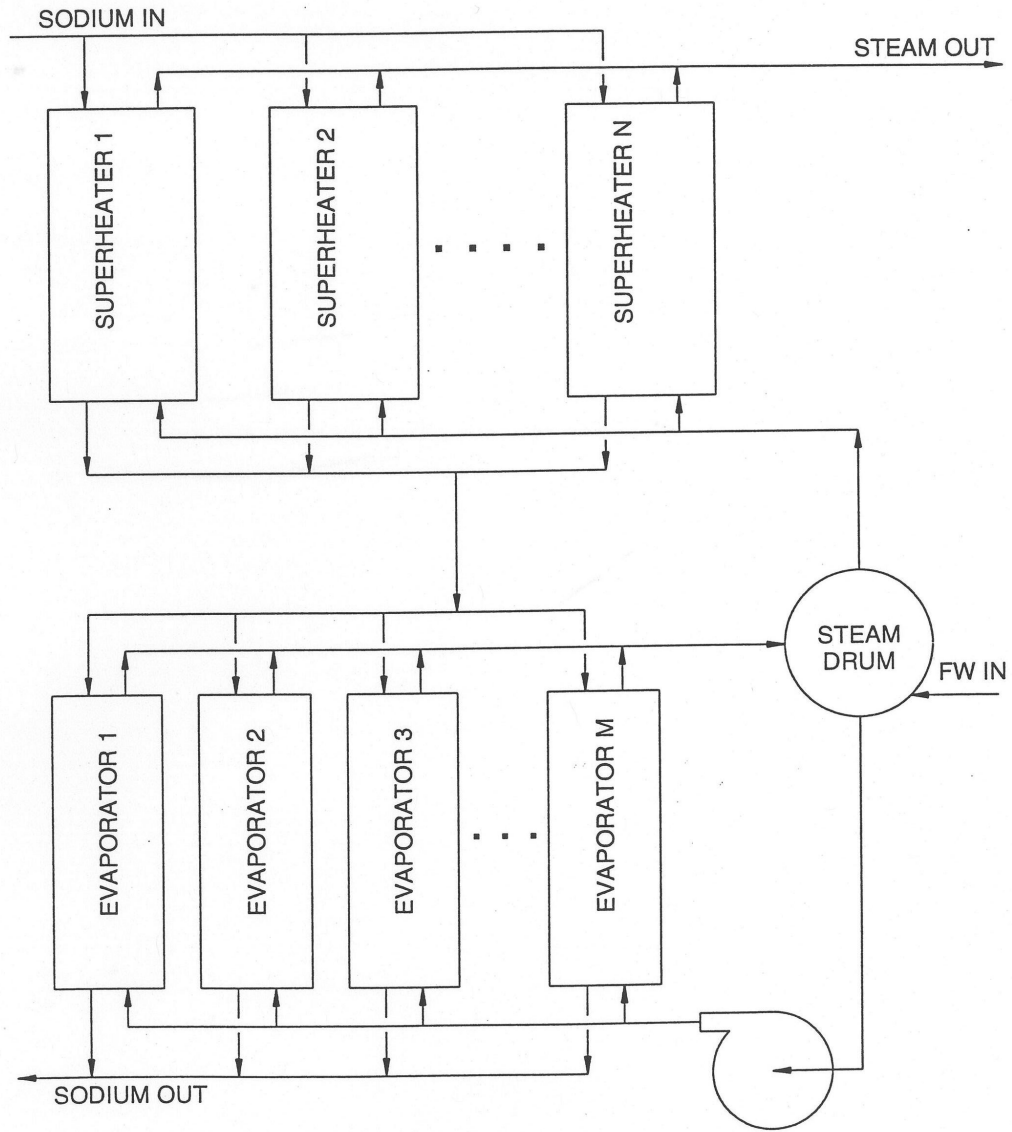 SODIUM IN
STEAM OUT
SUPERHEATER 1
SUPERHEATER 2
SUPERHEATER N
STEAM
DRUM
FW IN
EVAPORATOR 1
EVAPORATOR 2
EVAPORATOR 3
EVAPORATOR M
SODIUM OUT